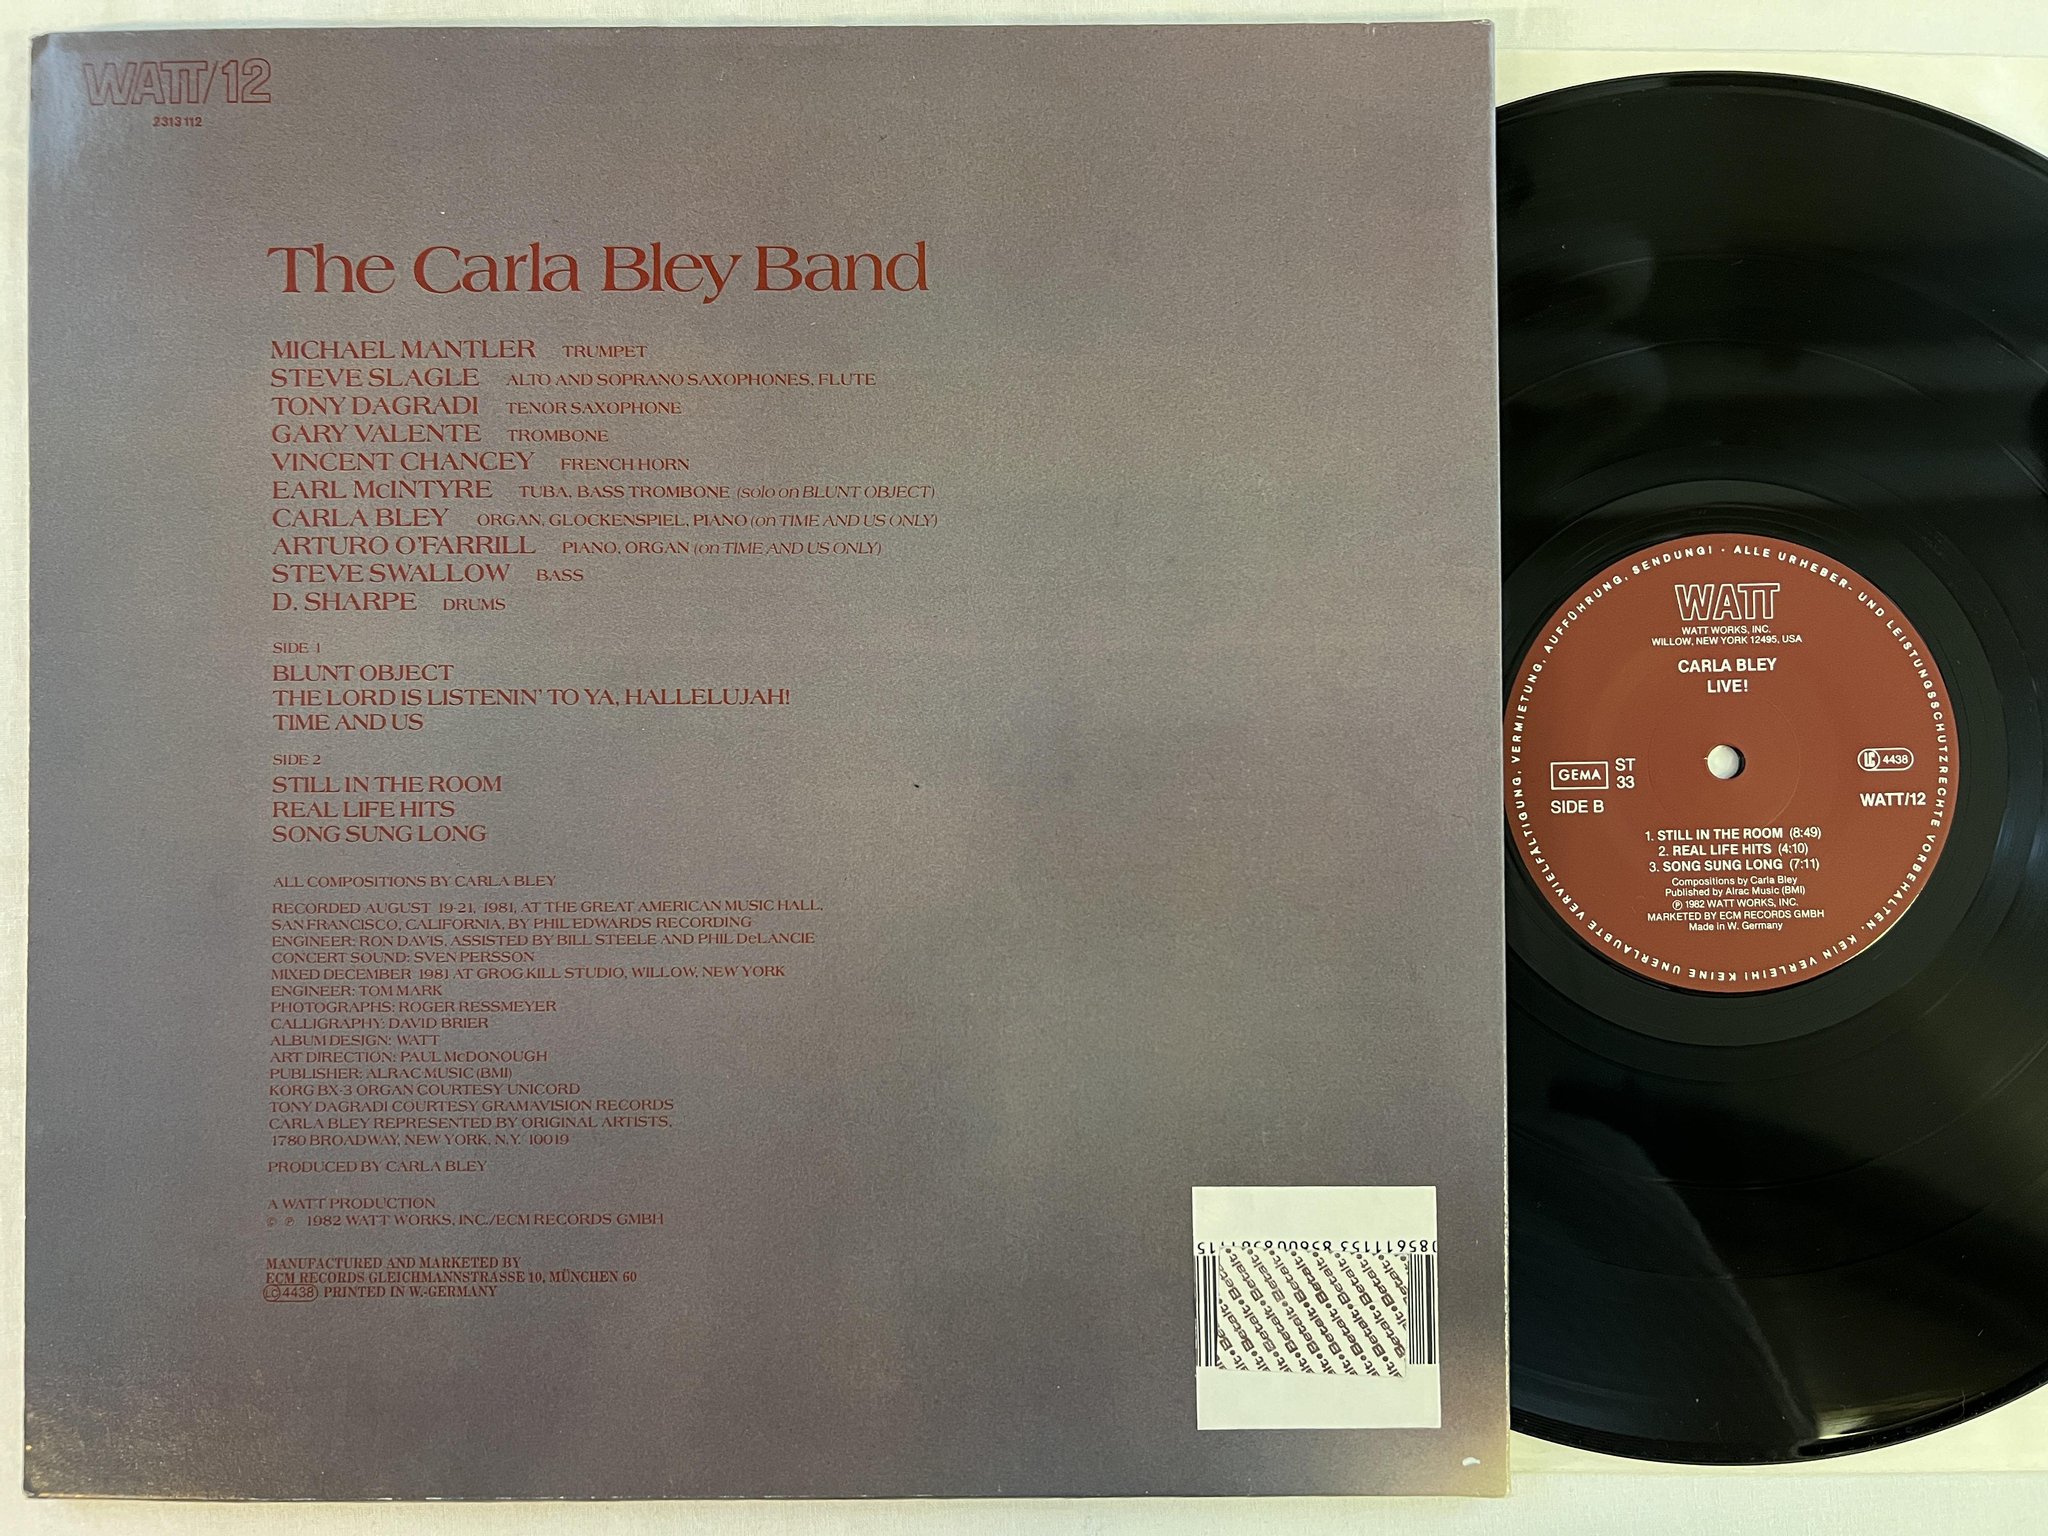 WATT/12
2313 112
The Carla Bley Band
MICHAEL MANTLER TRUMPET
STEVE SLAGLE ALTO AND SOPRANO SAXOPHONES, FLUTE
TONY DAGRADI TENOR SAXOPHONE
GARY VALENTE TROMBONE
VINCENT CHANCEY FRENCH HORN
EARL McINTYRE TUBA, BASS TROMBONE (solo on BLUNT OBJECT)
CARLA BLEY ORGAN, GLOCKENSPIEL, PIANO (on TIME AND US ONLY)
ARTURO O'FARRILL PIANO, ORGAN (on TIME AND US ONLY)
STEVE SWALLOW BASS
D. SHARPE DRUMS
SIDE 1
BLUNT OBJECT
THE LORD IS LISTENIN' TO YA, HALLELUJAH!
TIME AND US
SIDE 2
STILL IN THE ROOM
REAL LIFE HITS
SONG SUNG LONG
ALL COMPOSITIONS BY CARLA BLEY
RECORDED AUGUST 19-21, 1981, AT THE GREAT AMERICAN MUSIC HALL,
SAN FRANCISCO, CALIFORNIA, BY PHIL EDWARDS RECORDING
ENGINEER: RON DAVIS, ASSISTED BY BILL STEELE AND PHIL DeLANCIE
CONCERT SOUND: SVEN PERSSON
MIXED DECEMBER 1981 AT GROG KILL STUDIO, WILLOW, NEW YORK
ENGINEER: TOM MARK
PHOTOGRAPHS: ROGER RESSMEYER
CALLIGRAPHY: DAVID BRIER
ALBUM DESIGN: WATT
ART DIRECTION: PAUL McDONOUGH
PUBLISHER: ALRAC MUSIC (BMI)
KORG BX-3 ORGAN COURTESY UNICORD
TONY DAGRADI COURTESY GRAMAVISION RECORDS
CARLA BLEY REPRESENTED BY ORIGINAL ARTISTS,
1780 BROADWAY, NEW YORK, N.Y. 10019
PRODUCED BY CARLA BLEY
A WATT PRODUCTION
© ℗ 1982 WATT WORKS, INC./ECM RECORDS GMBH
MANUFACTURED AND MARKETED BY
ECM RECORDS GLEICHMANNSTRASSE 10, MÜNCHEN 60
LC 4438 PRINTED IN W.-GERMANY
Betalt • Betalt • Betalt • Betalt
ALLE URHEBER- UND LEISTUNGSSCHUTZRECHTE VORBEHALTEN. KEIN VERLEIH! KEINE UNERLAUBTE VERVIELFÄLTIGUNG, VERMIETUNG, AUFFÜHRUNG, SENDUNG! ·
WATT
WATT WORKS, INC.
WILLOW, NEW YORK 12495, USA
CARLA BLEY
LIVE!
GEMA ST 33
LC 4438
SIDE B
WATT/12
1. STILL IN THE ROOM (8:49)
2. REAL LIFE HITS (4:10)
3. SONG SUNG LONG (7:11)
Compositions by Carla Bley
Published by Alrac Music (BMI)
℗ 1982 WATT WORKS, INC.
MARKETED BY ECM RECORDS GMBH
Made in W. Germany